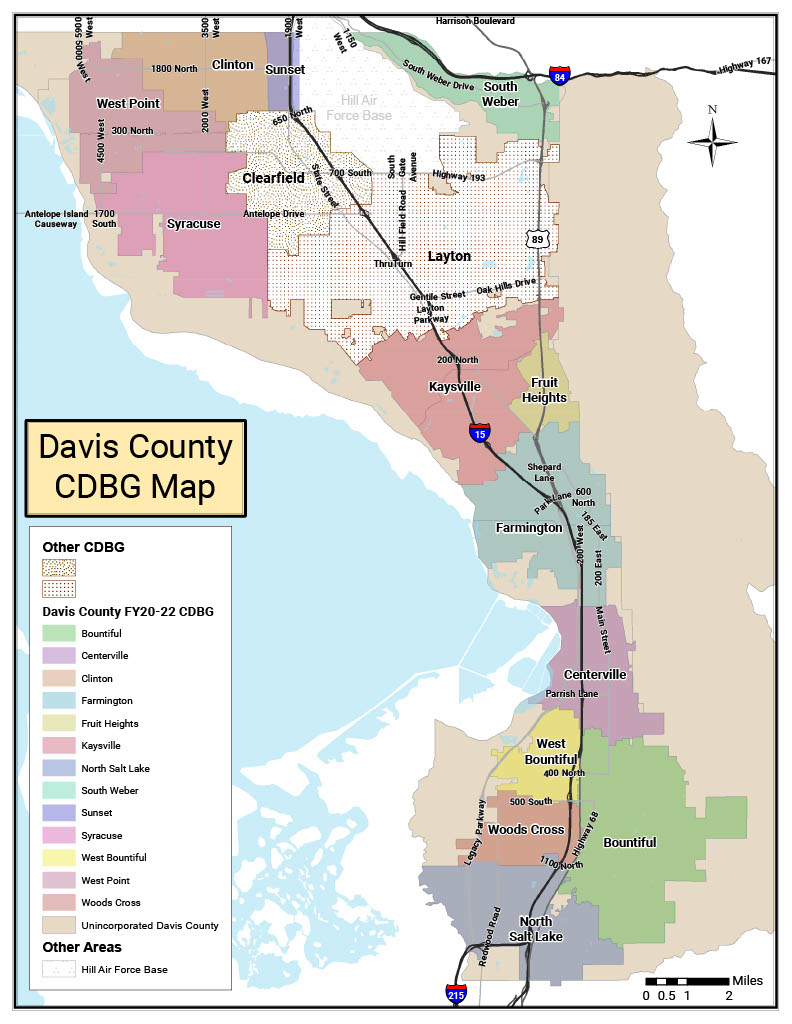 5900
West
5000 West
3500
West
1900
West
1150
West
Harrison Boulevard
Highway 167
84
South Weber Drive
South
Weber
Clinton
1800 North
Sunset
West Point
2000 West
300 North
4500 West
Hill Air
Force Base
650 North
N
Clearfield
State Street
700 South
South
Gate
Avenue
Hill Field Road
Highway 193
Antelope Island
Causeway
1700
South
Syracuse
Antelope Drive
89
Layton
ThruTurn
Gentile Street
Oak Hills Drive
Layton
Parkway
200 North
Kaysville
Fruit
Heights
15
Davis County
CDBG Map
Shepard
Lane
Park Lane
600
North
185 East
Farmington
200 West
200 East
Main Street
Centerville
Parrish Lane
West
Bountiful
400 North
500 South
Legacy Parkway
Woods Cross
Highway 68
Bountiful
1100 North
North
Salt Lake
Redwood Road
215
Other CDBG
Davis County FY20-22 CDBG
Bountiful
Centerville
Clinton
Farmington
Fruit Heights
Kaysville
North Salt Lake
South Weber
Sunset
Syracuse
West Bountiful
West Point
Woods Cross
Unincorporated Davis County
Other Areas
Hill Air Force Base
Miles
0 0.5 1 2